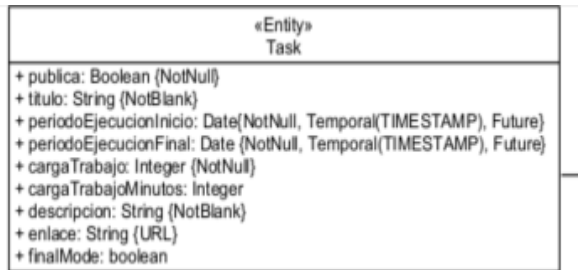 «Entity»
Task
+ publica: Boolean {NotNull}
+ titulo: String {NotBlank}
+ periodoEjecucionInicio: Date{NotNull, Temporal(TIMESTAMP), Future}
+ periodoEjecucionFinal: Date {NotNull, Temporal(TIMESTAMP), Future}
+ cargaTrabajo: Integer {NotNull}
+ cargaTrabajoMinutos: Integer
+ descripcion: String {NotBlank}
+ enlace: String {URL}
+ finalMode: boolean